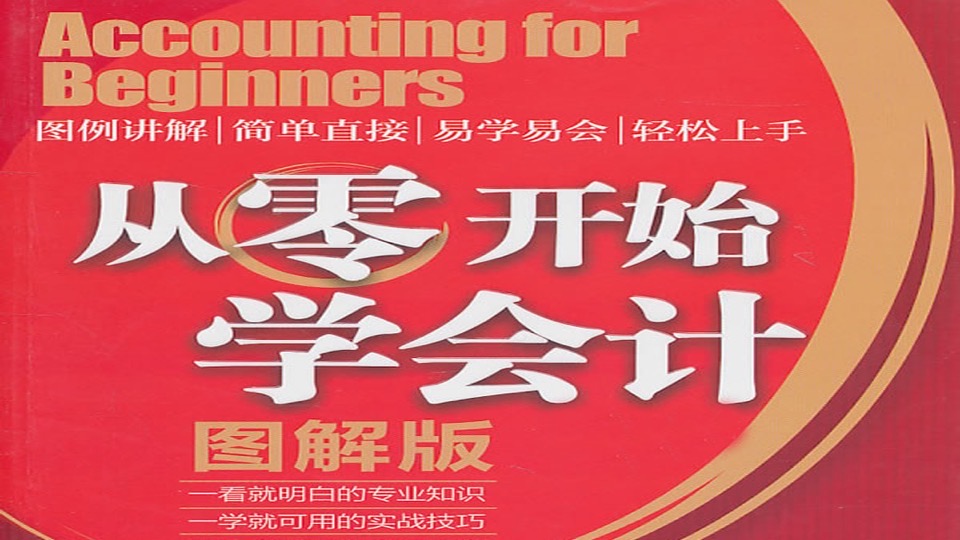 Accounting for
Beginners
图例讲解|简单直接|易学易会|轻松上手
从零开始
学会计
图解版
一看就明白的专业知识
一学就可用的实战技巧